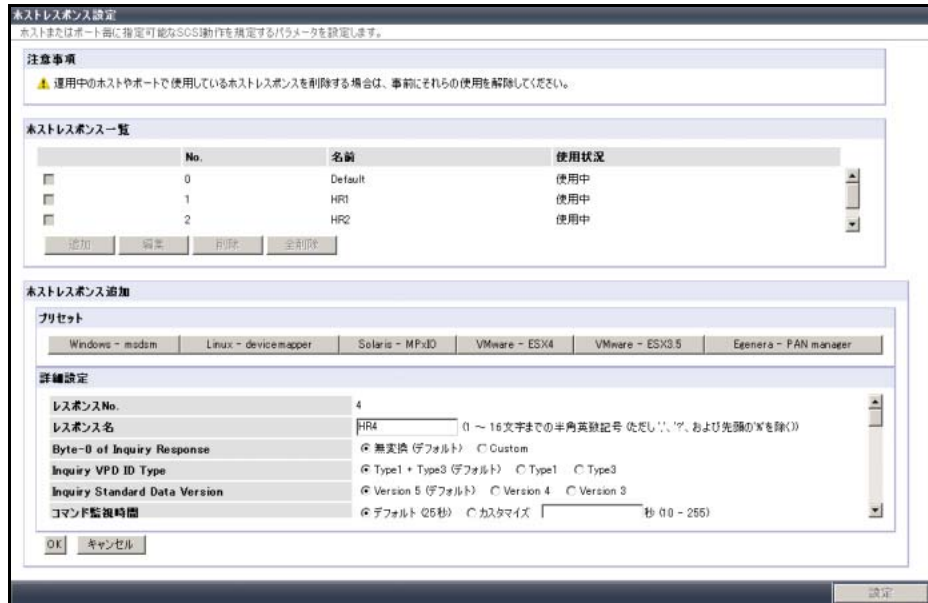 ホストレスポンス設定
ホストまたはポート毎に指定可能なSCSI動作を規定するパラメータを設定します。
注意事項
運用中のホストやポートで使用しているホストレスポンスを削除する場合は、事前にそれらの使用を解除してください。
ホストレスポンス一覧
No. 名前 使用状況
0 Default 使用中
1 HR1 使用中
2 HR2 使用中
追加 編集 削除 全削除
ホストレスポンス追加
プリセット
Windows - msdsm Linux - devicemapper Solaris - MPxIO VMware - ESX4 VMware - ESX3.5 Egenera - PAN manager
詳細設定
レスポンスNo. 4
レスポンス名 HR4 (1 ～ 16文字までの半角英数記号 (ただし ','、'?'、および先頭の'%'を除く))
Byte-0 of Inquiry Response 無変換 (デフォルト) Custom
Inquiry VPD ID Type Type1 + Type3 (デフォルト) Type1 Type3
Inquiry Standard Data Version Version 5 (デフォルト) Version 4 Version 3
コマンド監視時間 デフォルト (25秒) カスタマイズ 秒 (10 - 255)
OK キャンセル
設定